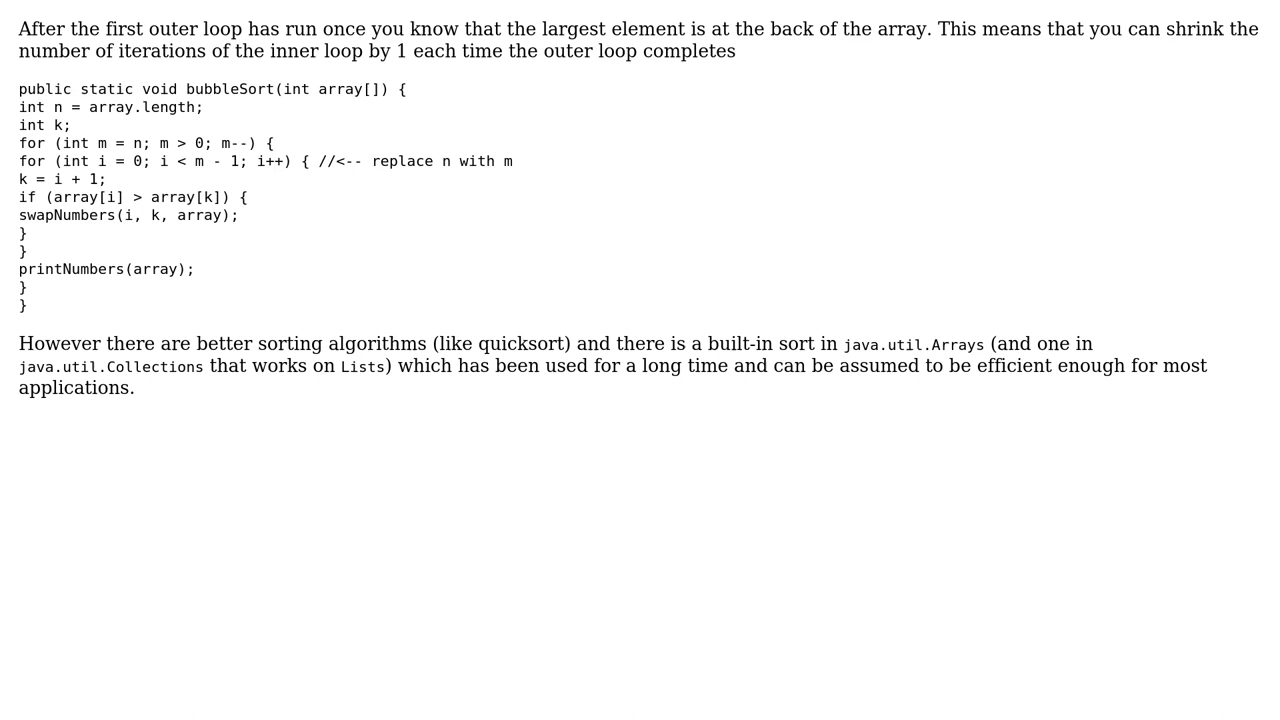 After the first outer loop has run once you know that the largest element is at the back of the array. This means that you can shrink the
number of iterations of the inner loop by 1 each time the outer loop completes
public static void bubbleSort(int array[]) {
int n = array.length;
int k;
for (int m = n; m > 0; m--) {
for (int i = 0; i < m - 1; i++) { //<-- replace n with m
k = i + 1;
if (array[i] > array[k]) {
swapNumbers(i, k, array);
}
}
printNumbers(array);
}
}
However there are better sorting algorithms (like quicksort) and there is a built-in sort in java.util.Arrays (and one in
java.util.Collections that works on Lists) which has been used for a long time and can be assumed to be efficient enough for most
applications.